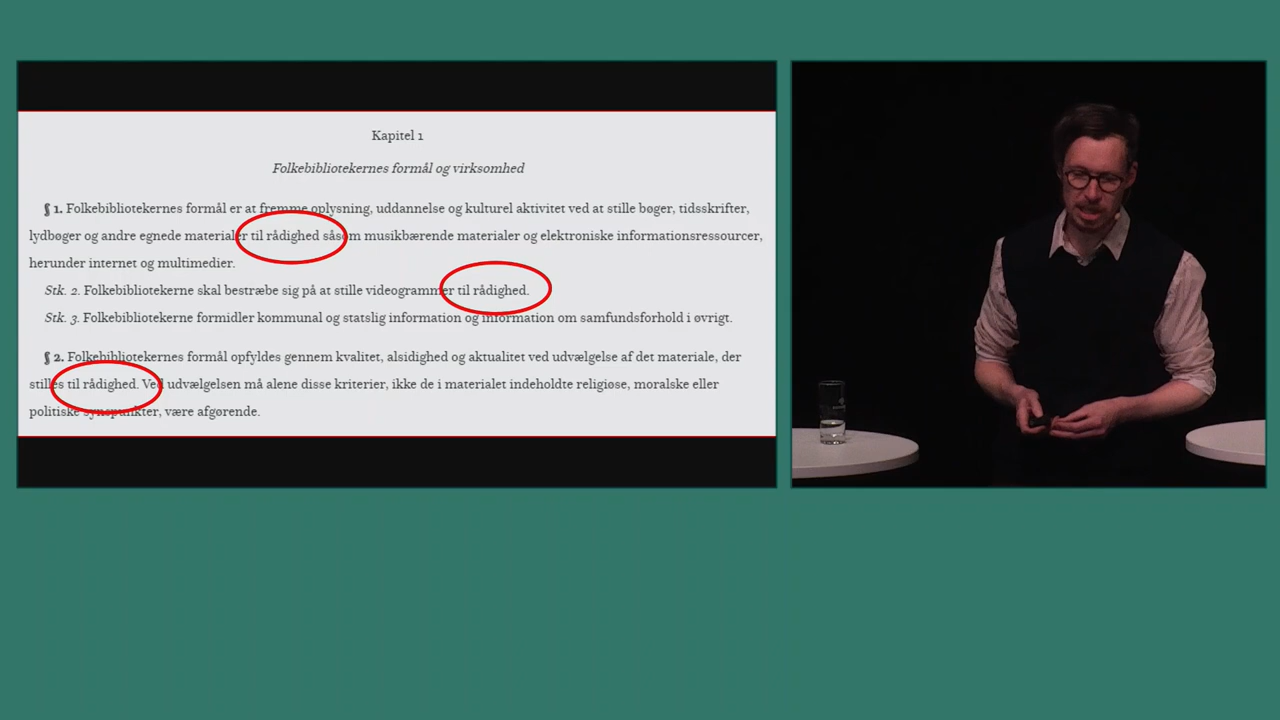 Kapitel 1
Folkebibliotekernes formål og virksomhed
§ 1. Folkebibliotekernes formål er at fremme oplysning, uddannelse og kulturel aktivitet ved at stille bøger, tidsskrifter,
lydbøger og andre egnede materialer til rådighed såsom musikbærende materialer og elektroniske informationsressourcer,
herunder internet og multimedier.
Stk. 2. Folkebibliotekerne skal bestræbe sig på at stille videogrammer til rådighed.
Stk. 3. Folkebibliotekerne formidler kommunal og statslig information og information om samfundsforhold i øvrigt.
§ 2. Folkebibliotekernes formål opfyldes gennem kvalitet, alsidighed og aktualitet ved udvælgelse af det materiale, der
stilles til rådighed. Ved udvælgelsen må alene disse kriterier, ikke de i materialet indeholdte religiøse, moralske eller
politiske synspunkter, være afgørende.